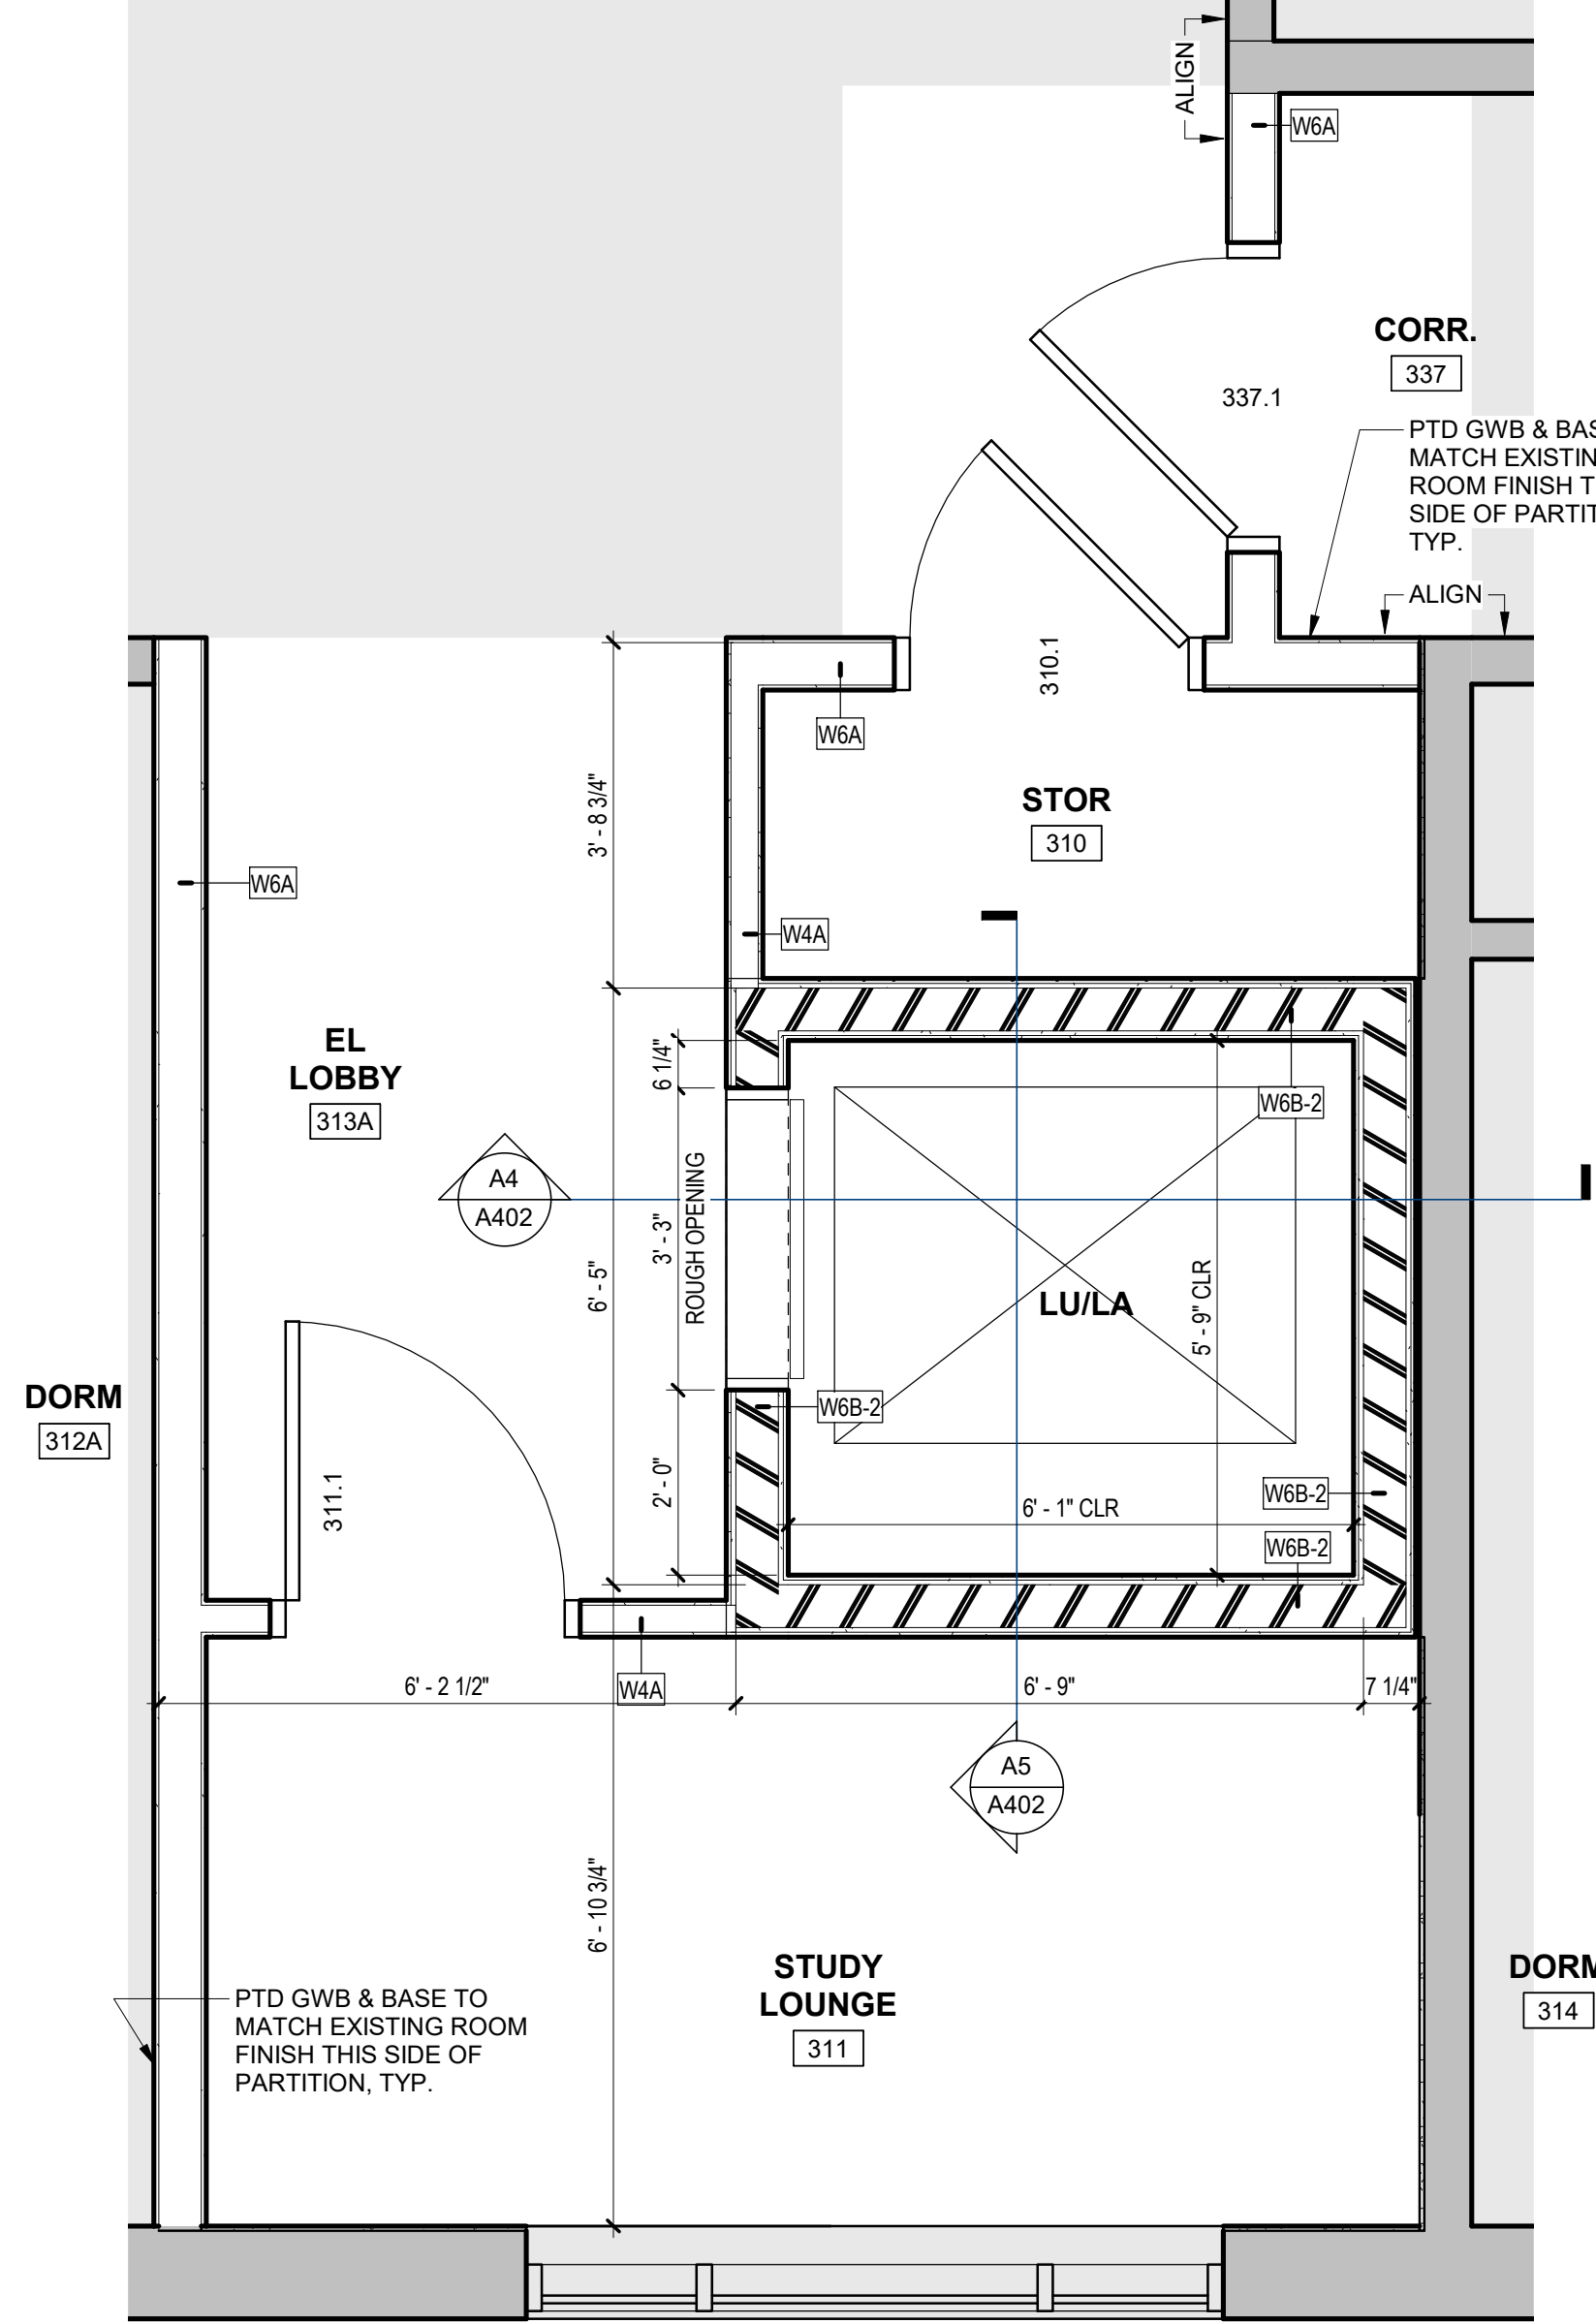 ALIGN
W6A
CORR.
337
337.1
PTD GWB & BAS
MATCH EXISTIN
ROOM FINISH T
SIDE OF PARTIT
TYP.
ALIGN
310.1
W6A
3' - 8 3/4"
STOR
310
W6A
W4A
EL
LOBBY
313A
6 1/4"
W6B-2
A4
A402
3' - 3"
ROUGH OPENING
6' - 5"
LU/LA
5' - 9" CLR
DORM
312A
W6B-2
311.1
2' - 0"
6' - 1" CLR
W6B-2
W6B-2
6' - 2 1/2"
W4A
6' - 9"
7 1/4"
A5
A402
6' - 10 3/4"
STUDY
LOUNGE
311
DORM
314
PTD GWB & BASE TO
MATCH EXISTING ROOM
FINISH THIS SIDE OF
PARTITION, TYP.